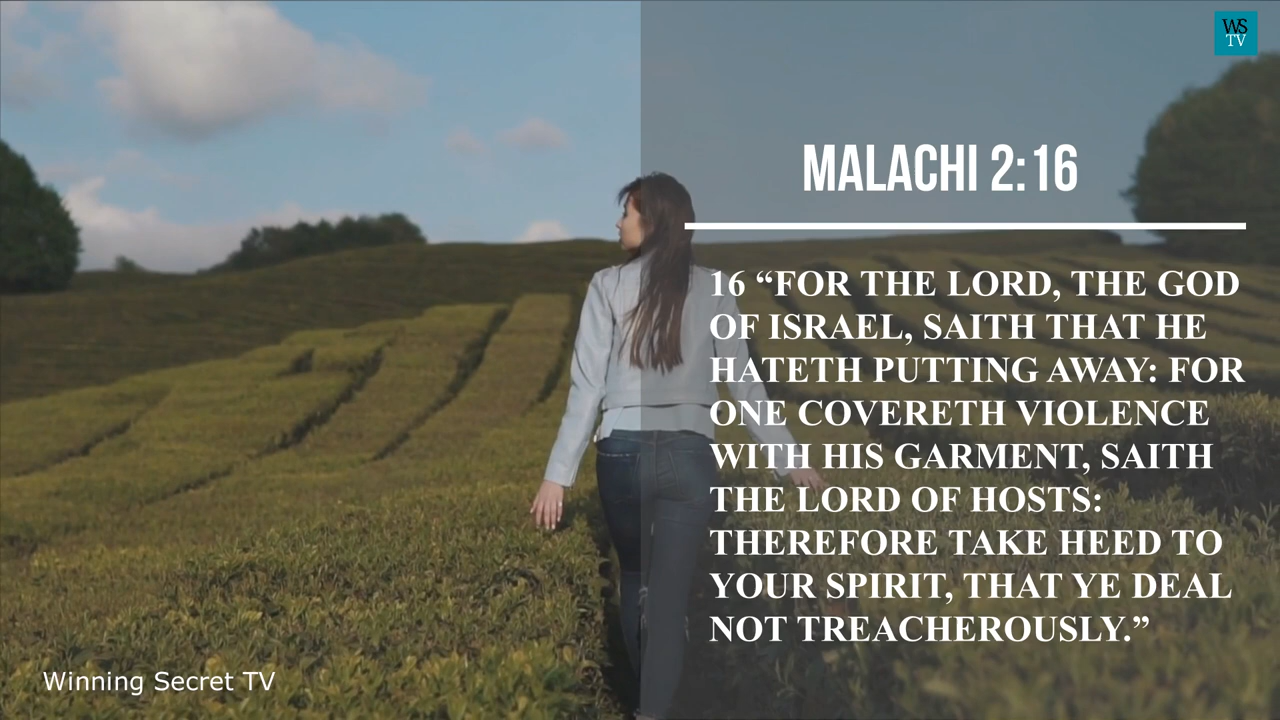 WS
TV
MALACHI 2:16
16 “FOR THE LORD, THE GOD
OF ISRAEL, SAITH THAT HE
HATETH PUTTING AWAY: FOR
ONE COVERETH VIOLENCE
WITH HIS GARMENT, SAITH
THE LORD OF HOSTS:
THEREFORE TAKE HEED TO
YOUR SPIRIT, THAT YE DEAL
NOT TREACHEROUSLY.”
Winning Secret TV